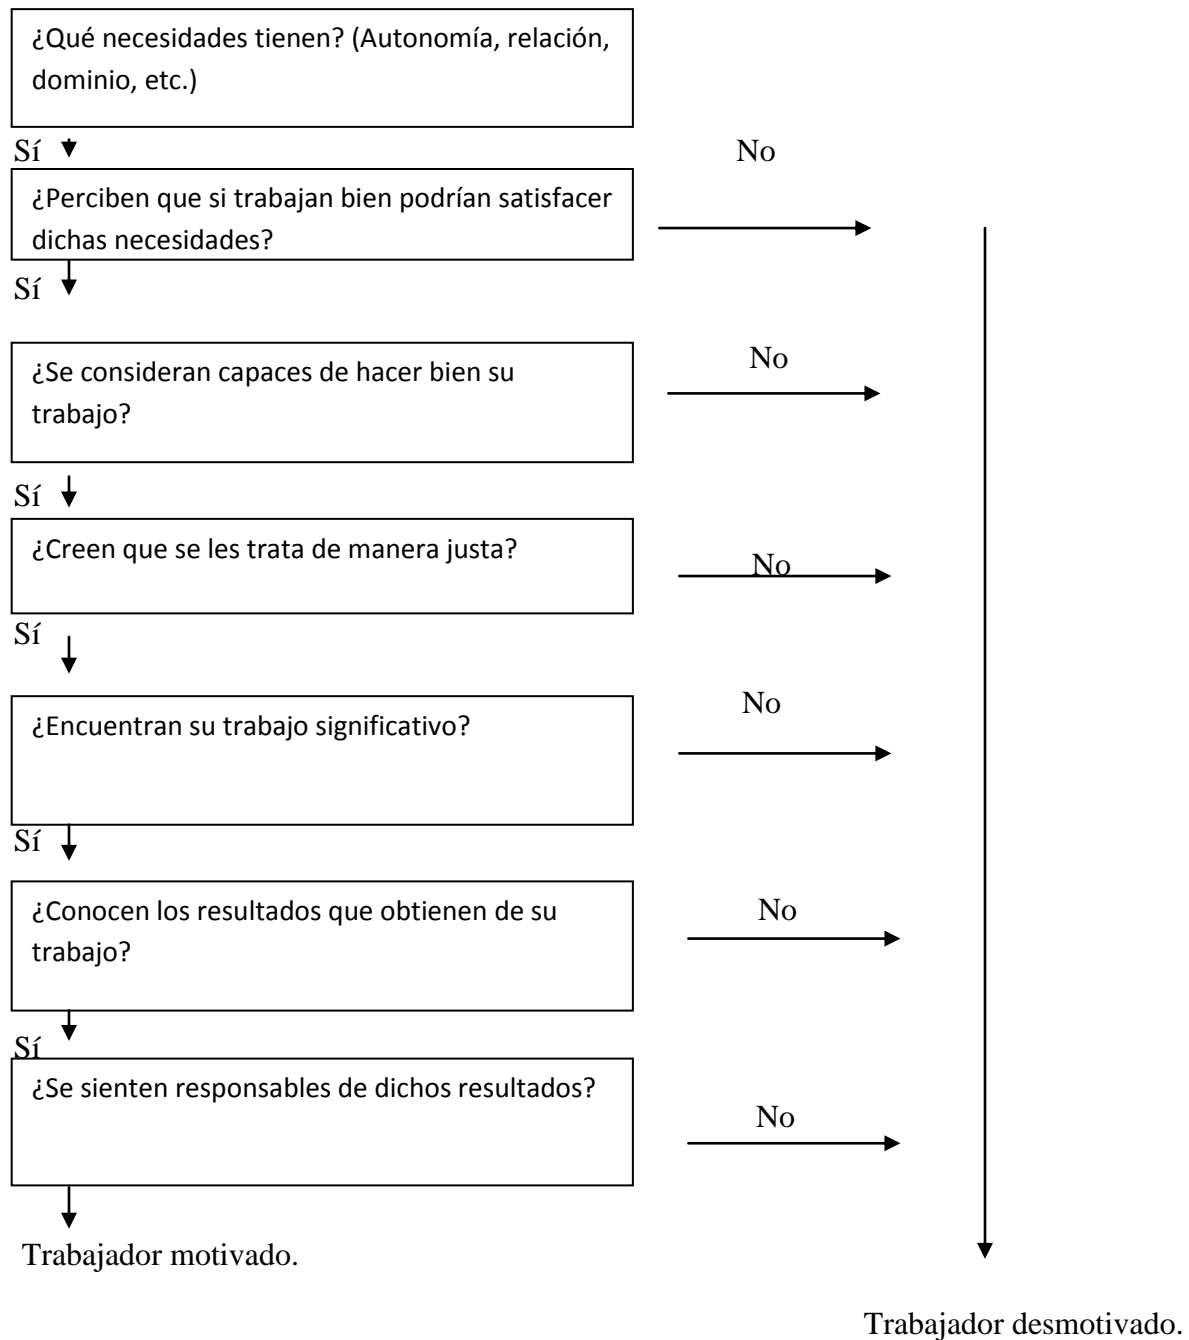 ¿Qué necesidades tienen? (Autonomía, relación,
dominio, etc.)
Sí
No
¿Perciben que si trabajan bien podrían satisfacer
dichas necesidades?
Sí
No
¿Se consideran capaces de hacer bien su
trabajo?
Sí
¿Creen que se les trata de manera justa?
No
Sí
¿Encuentran su trabajo significativo?
No
Sí
¿Conocen los resultados que obtienen de su
trabajo?
No
Sí
¿Se sienten responsables de dichos resultados?
No
Trabajador motivado.
Trabajador desmotivado.